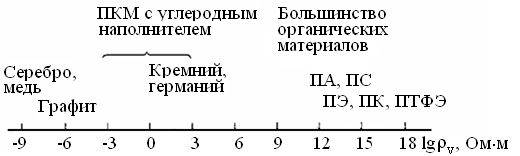 ПКМ с углеродным
наполнителем
Большинство
органических
материалов
Серебро,
медь
Графит
Кремний,
германий
ПА, ПС
ПЭ, ПК, ПТФЭ
-9 -6 -3 0 3 6 9 12 15 18 lgρv, Ом·м